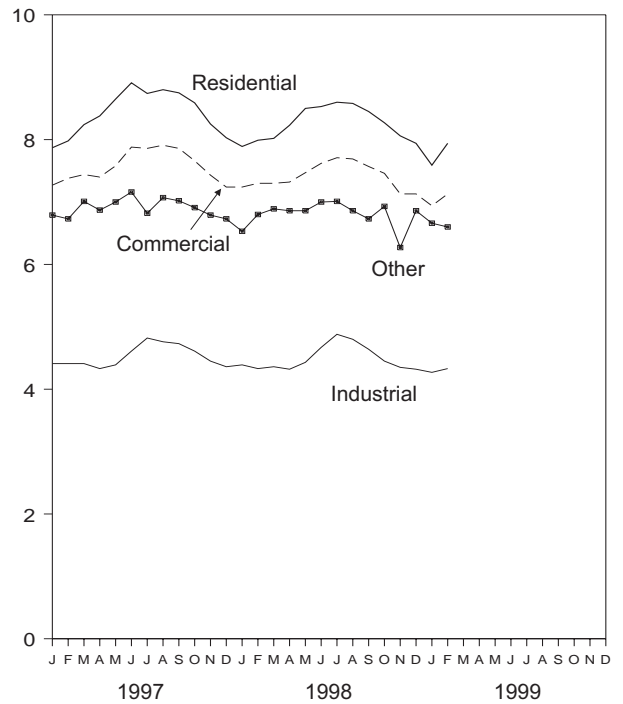 10
Residential
8
Commercial
6
Other
4
Industrial
2
0
J F M A M J J A S O N D J F M A M J J A S O N D J F M A M J J A S O N D
1997 1998 1999